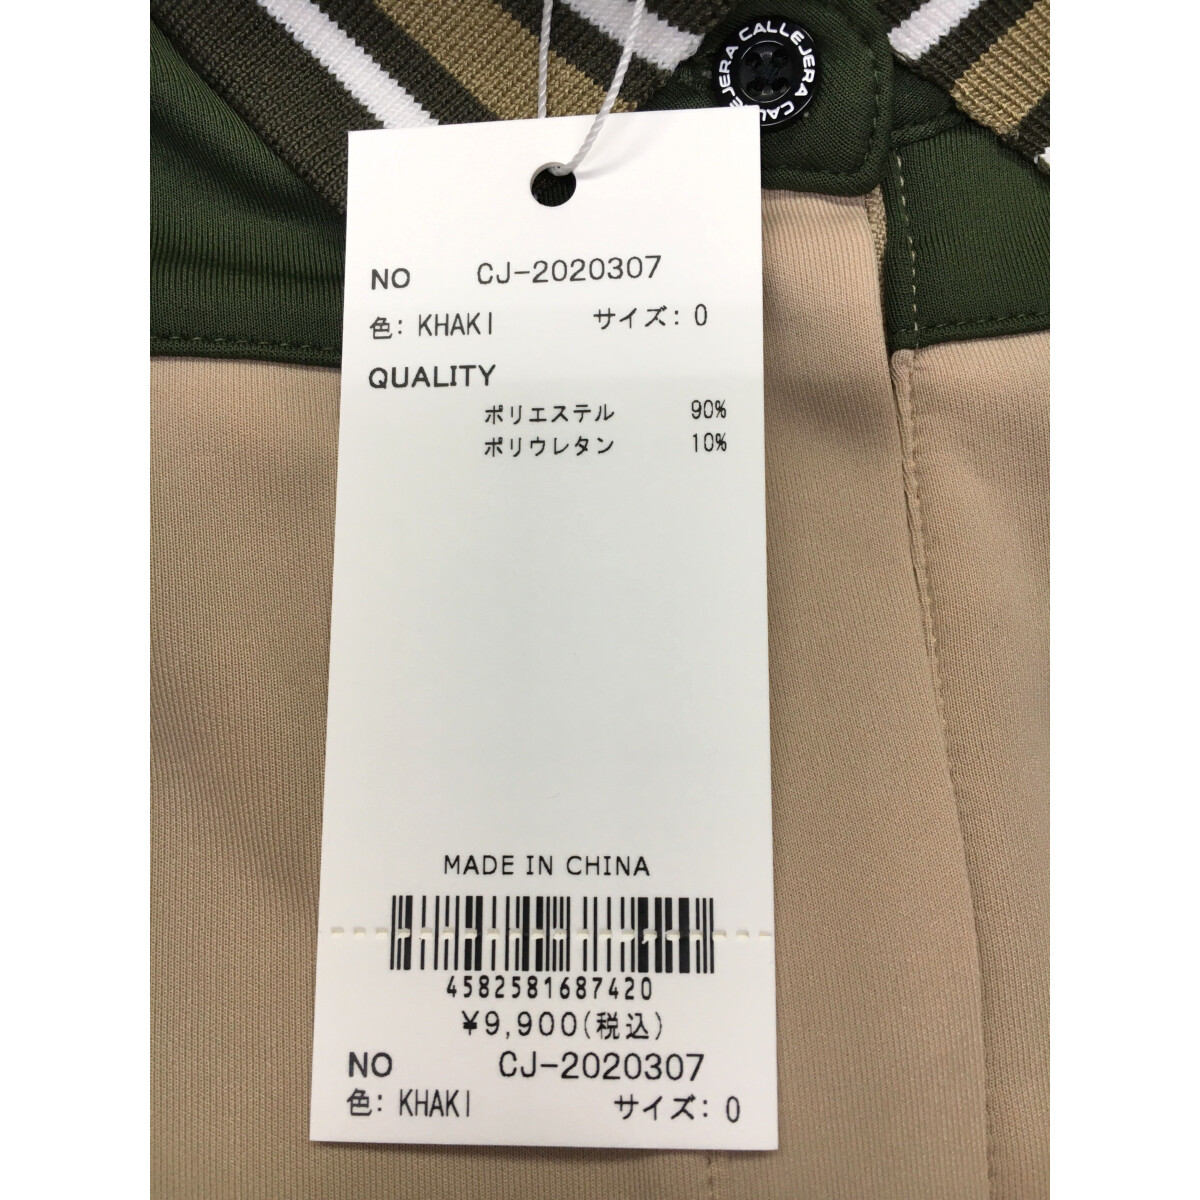 CALLEJERA CALLEJERA
NO CJ-2020307
色: KHAKI サイズ: 0
QUALITY
ポリエステル 90%
ポリウレタン 10%
MADE IN CHINA
4582581687420
¥9,900(税込)
NO CJ-2020307
色: KHAKI サイズ: 0